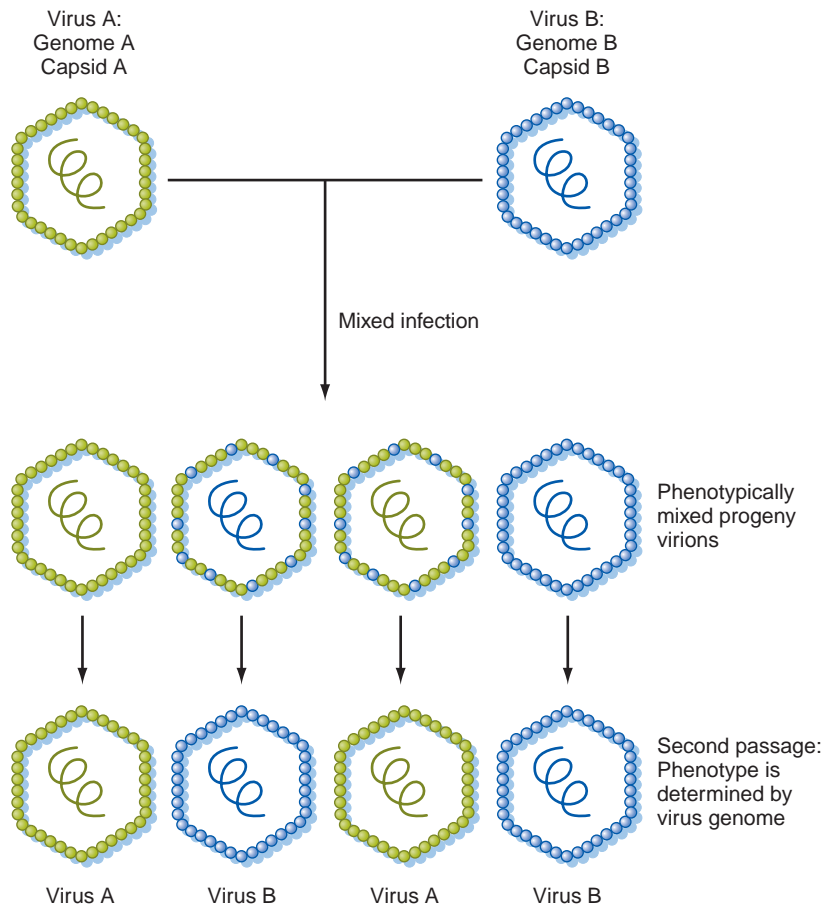 Virus A:
Genome A
Capsid A
Virus B:
Genome B
Capsid B
Mixed infection
Phenotypically
mixed progeny
virions
Second passage:
Phenotype is
determined by
virus genome
Virus A
Virus B
Virus A
Virus B